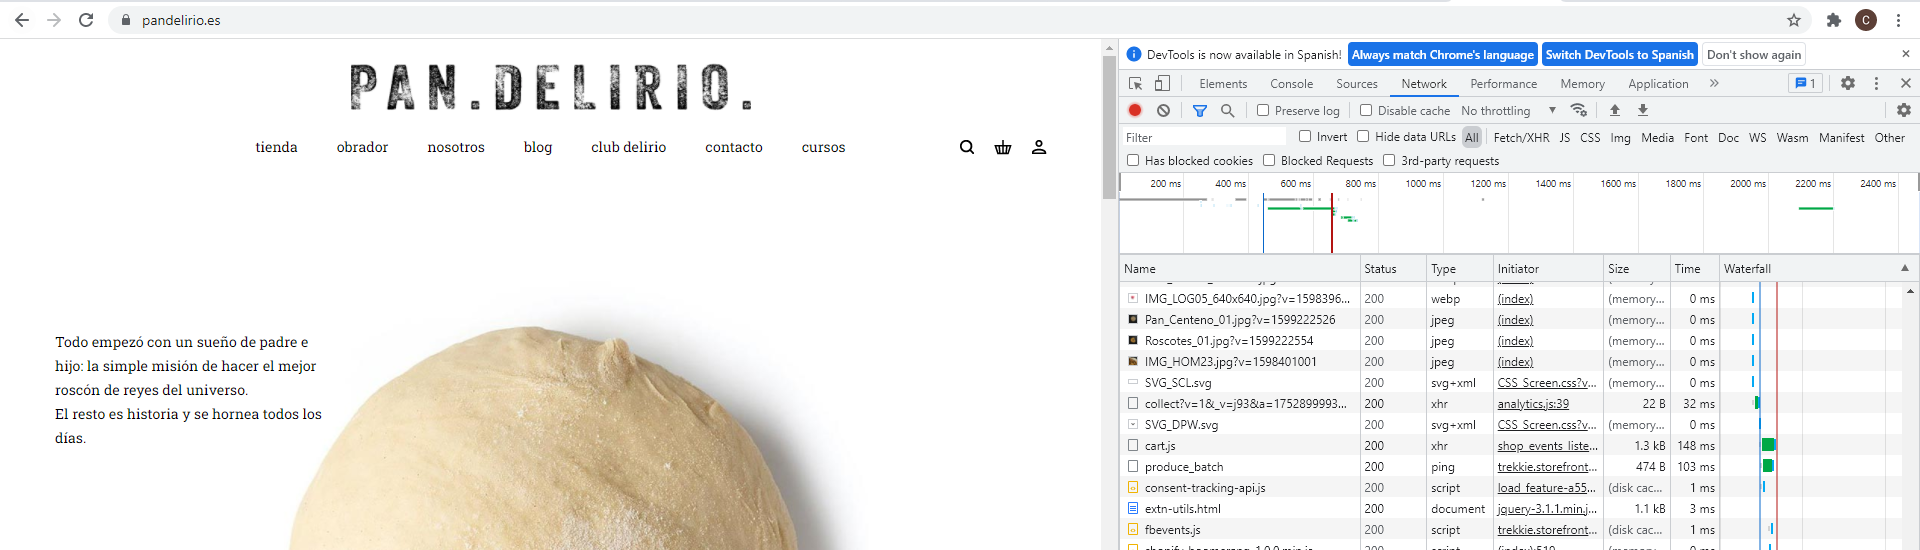 pandelirio.es
C
PAN.DELIRIO.
tienda obrador nosotros blog club delirio contacto cursos
Todo empezó con un sueño de padre e
hijo: la simple misión de hacer el mejor
roscón de reyes del universo.
El resto es historia y se hornea todos los
días.
DevTools is now available in Spanish! Always match Chrome's language Switch DevTools to Spanish Don't show again
Elements Console Sources Network Performance Memory Application 1
Preserve log Disable cache No throttling
Filter Invert Hide data URLs All Fetch/XHR JS CSS Img Media Font Doc WS Wasm Manifest Other
Has blocked cookies Blocked Requests 3rd-party requests
200 ms 400 ms 600 ms 800 ms 1000 ms 1200 ms 1400 ms 1600 ms 1800 ms 2000 ms 2200 ms 2400 ms
Name Status Type Initiator Size Time Waterfall
IMG_LOG05_640x640.jpg?v=1598396... 200 webp (index) (memory... 0 ms
Pan_Centeno_01.jpg?v=1599222526 200 jpeg (index) (memory... 0 ms
Roscotes_01.jpg?v=1599222554 200 jpeg (index) (memory... 0 ms
IMG_HOM23.jpg?v=1598401001 200 jpeg (index) (memory... 0 ms
SVG_SCL.svg 200 svg+xml CSS_Screen.css?v... (memory... 0 ms
collect?v=1&_v=j93&a=1752899993... 200 xhr analytics.js:39 22 B 32 ms
SVG_DPW.svg 200 svg+xml CSS_Screen.css?v... (memory... 0 ms
cart.js 200 xhr shop_events_liste... 1.3 kB 148 ms
produce_batch 200 ping trekkie.storefront... 474 B 103 ms
consent-tracking-api.js 200 script load_feature-a55... (disk cac... 1 ms
extn-utils.html 200 document jquery-3.1.1.min.j... 1.1 kB 3 ms
fbevents.js 200 script trekkie.storefront... (disk cac... 1 ms